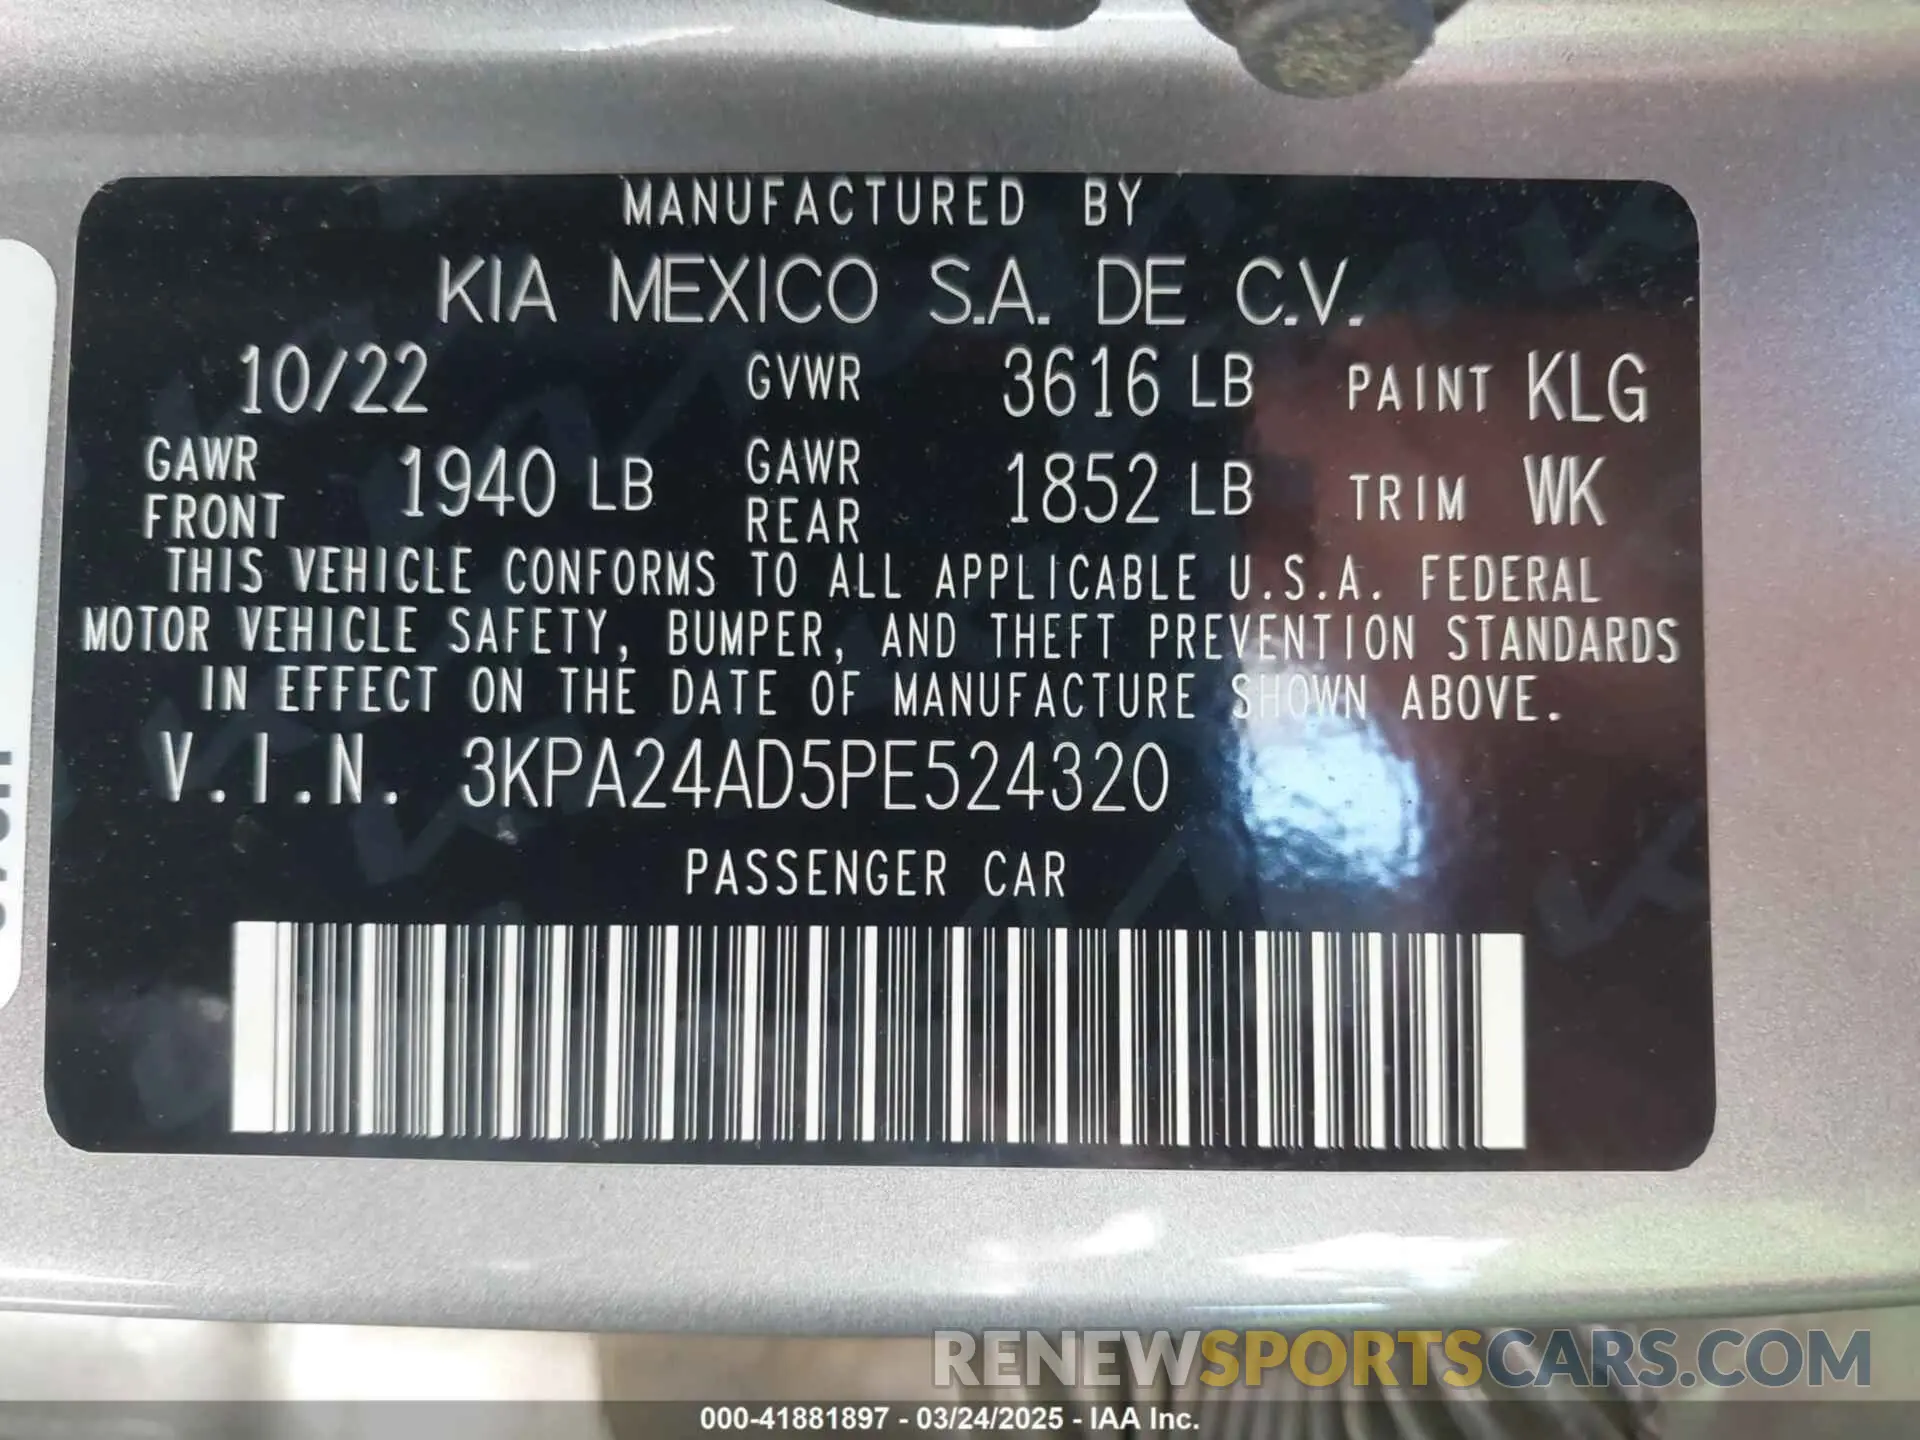 MANUFACTURED BY
KIA MEXICO S.A. DE C.V.
10/22 GVWR 3616 LB PAINT KLG
GAWR FRONT 1940 LB GAWR REAR 1852 LB TRIM WK
THIS VEHICLE CONFORMS TO ALL APPLICABLE U.S.A. FEDERAL
MOTOR VEHICLE SAFETY, BUMPER, AND THEFT PREVENTION STANDARDS
IN EFFECT ON THE DATE OF MANUFACTURE SHOWN ABOVE.
V.I.N. 3KPA24AD5PE524320
PASSENGER CAR
RENEWSPORTSCARS.COM
000-41881897 - 03/24/2025 - IAA Inc.